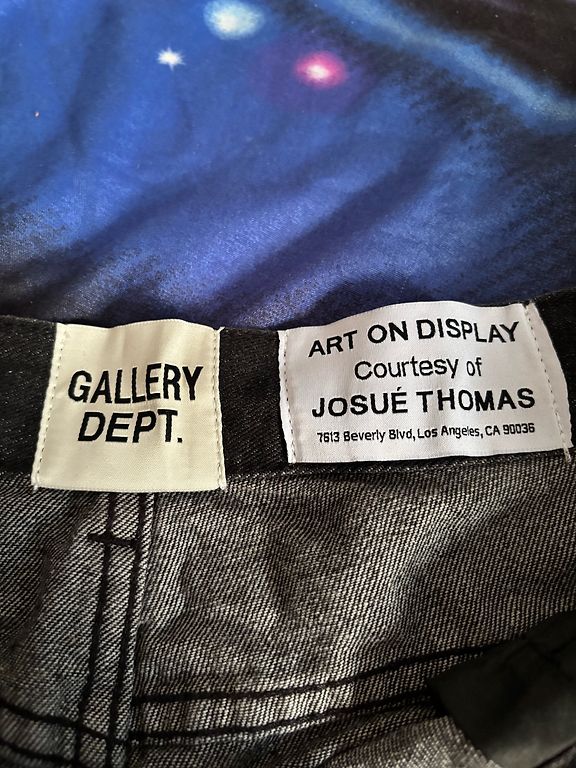 GALLERY
DEPT.
ART ON DISPLAY
Courtesy of
JOSUÉ THOMAS
7613 Beverly Blvd, Los Angeles, CA 90036